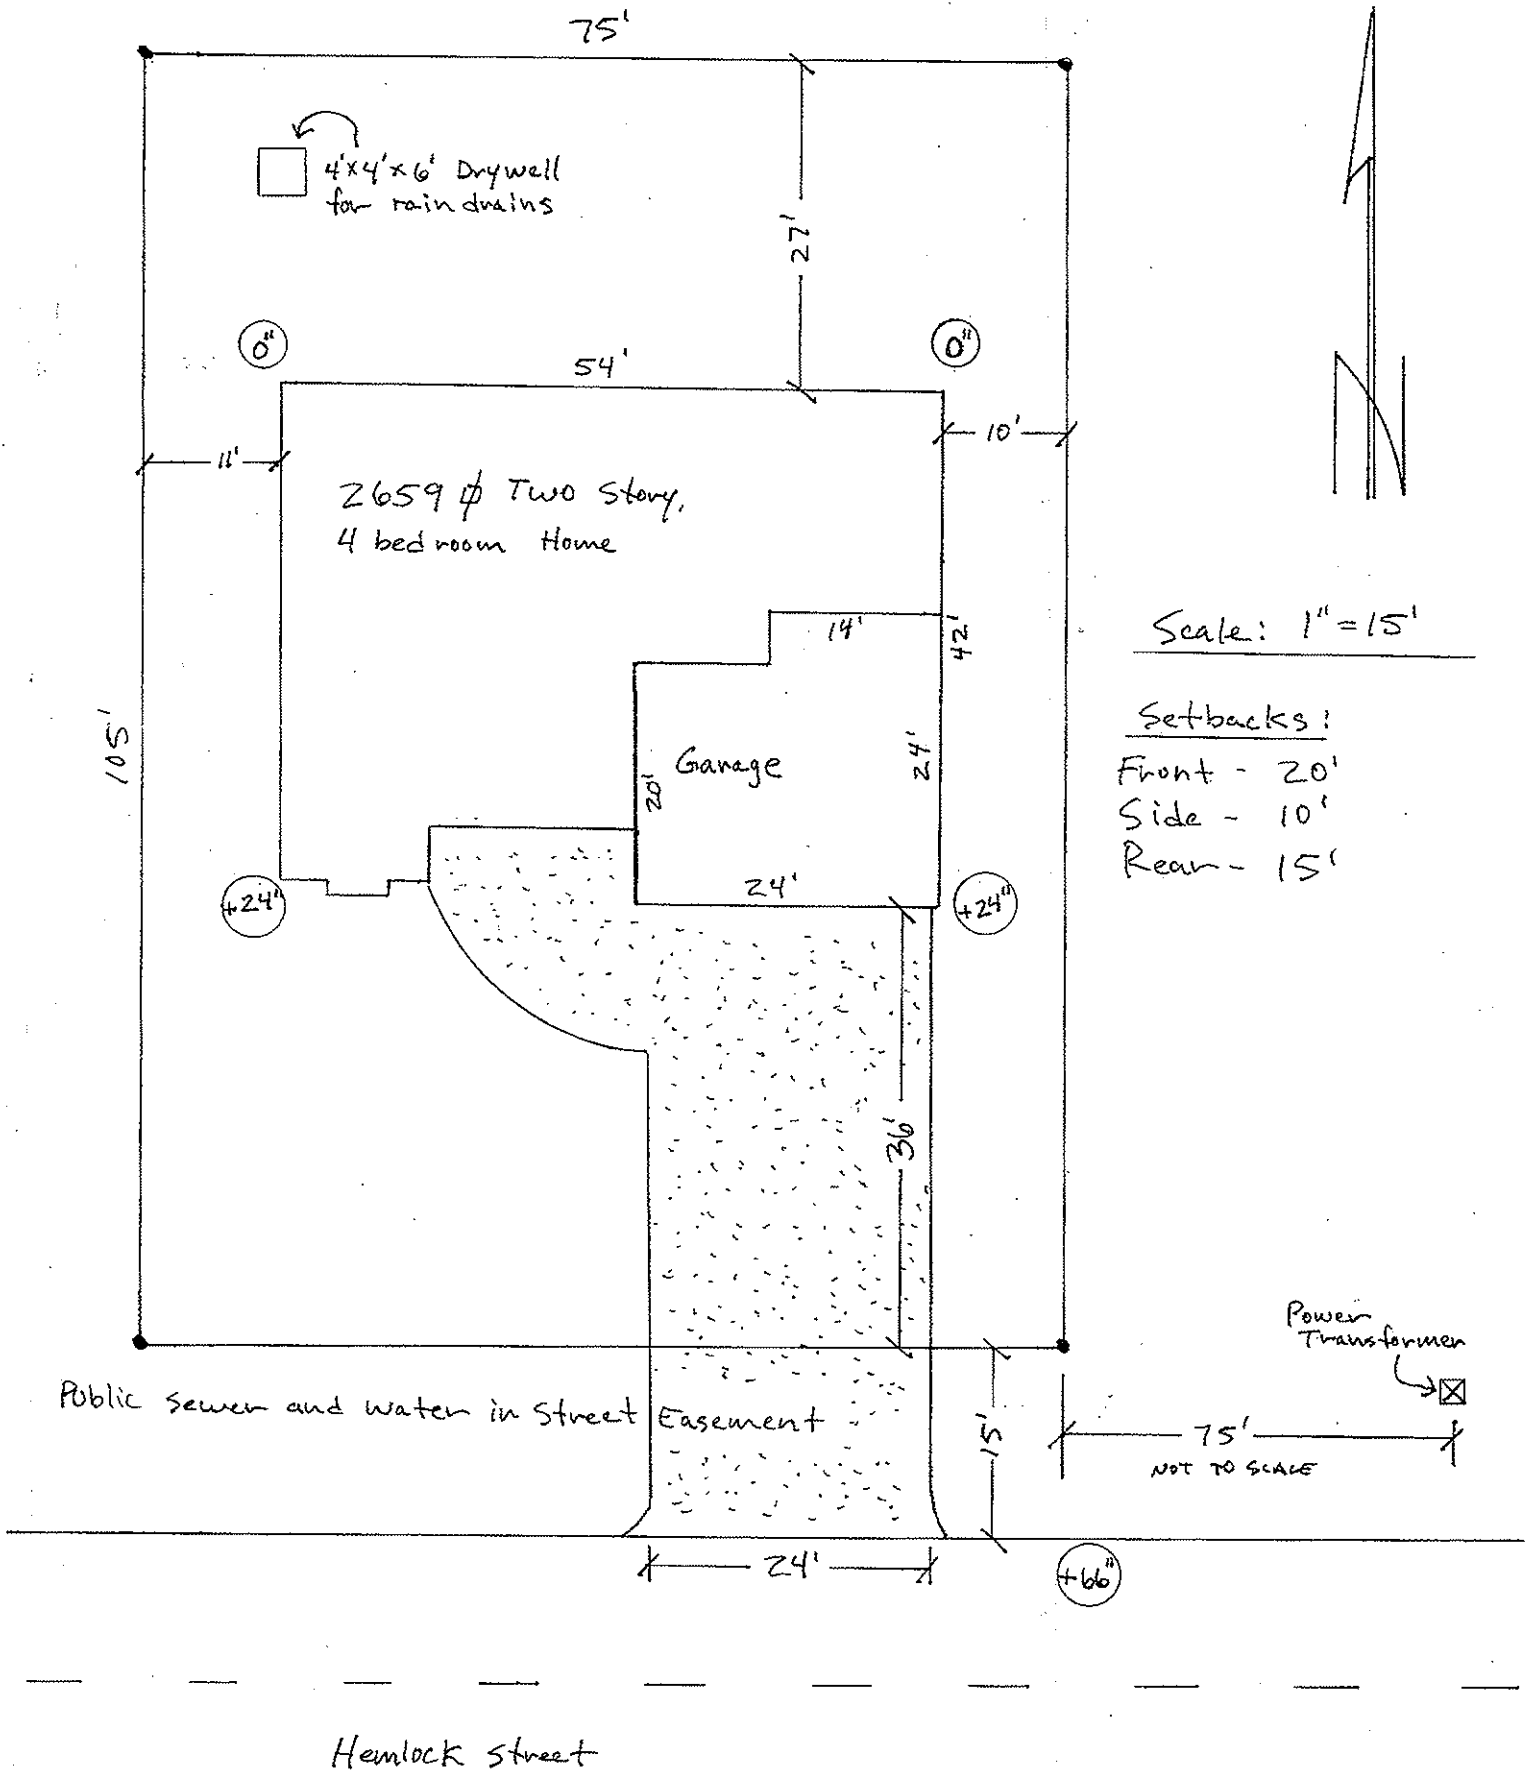 75'
4'x4'x6' Drywell
for rain drains
27'
0"
0"
54'
10'
11'
2659 ⌀ Two Story,
4 bedroom Home
14'
42'
Scale: 1"=15'
Setbacks:
Front - 20'
Side - 10'
Rear - 15'
105'
Garage
20'
24'
24'
+24"
+24"
36'
Power
Transformer
Public sewer and water in Street Easement
15'
75'
NOT TO SCALE
24'
+66"
Hemlock Street
N